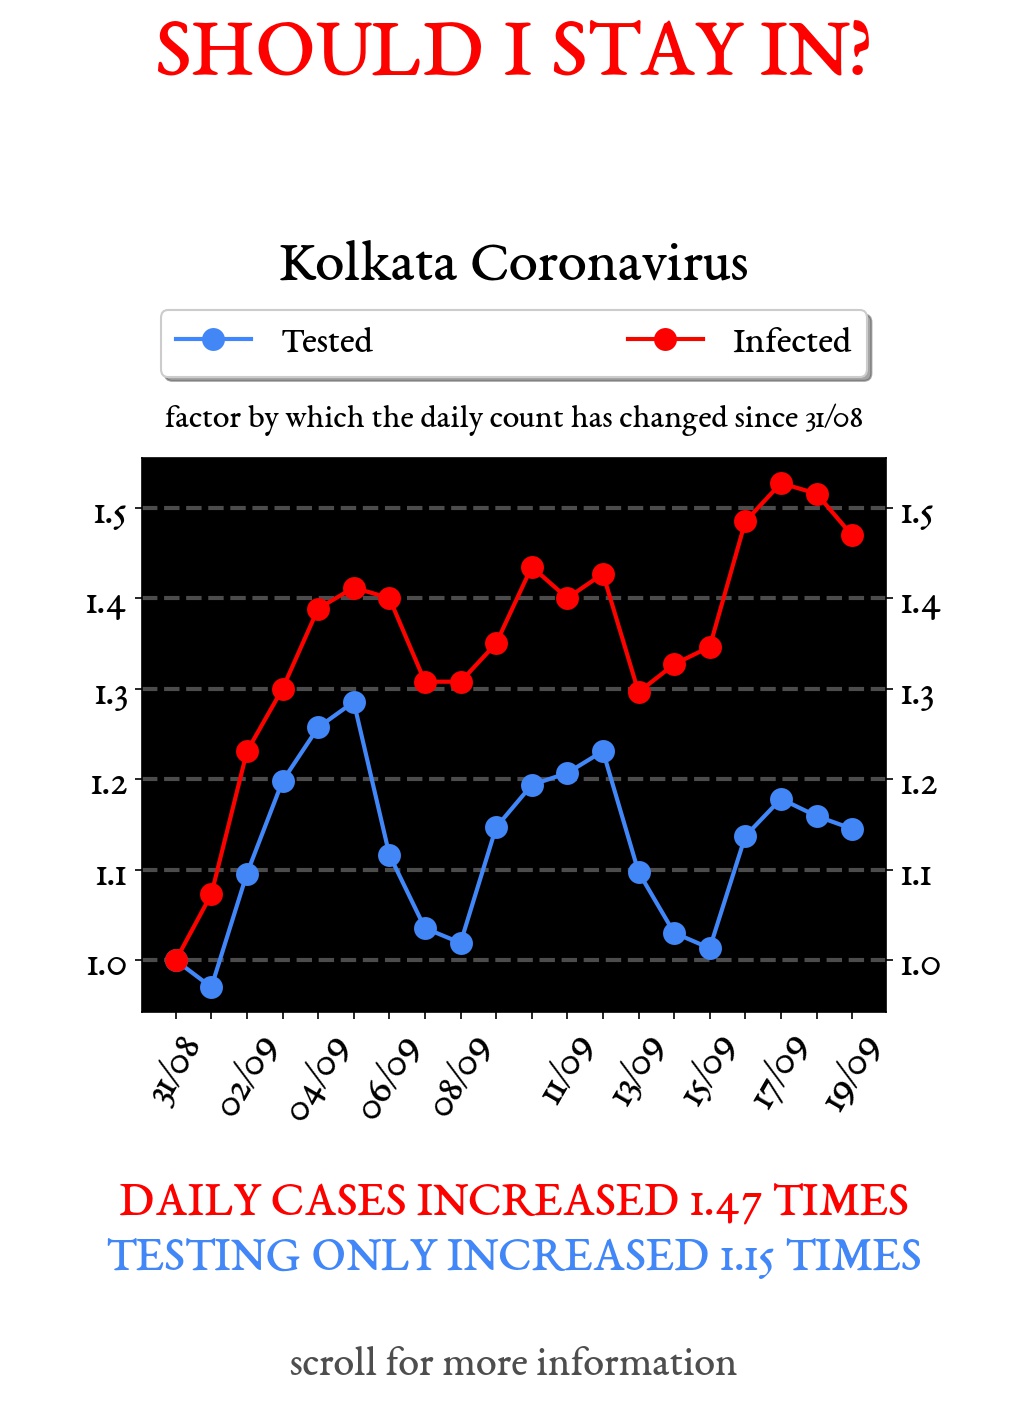 SHOULD I STAY IN?
Kolkata Coronavirus
Tested Infected
factor by which the daily count has changed since 31/08
1.5 1.5
1.4 1.4
1.3 1.3
1.2 1.2
1.1 1.1
1.0 1.0
31/08 02/09 04/09 06/09 08/09 11/09 13/09 15/09 17/09 19/09
DAILY CASES INCREASED 1.47 TIMES
TESTING ONLY INCREASED 1.15 TIMES
scroll for more information